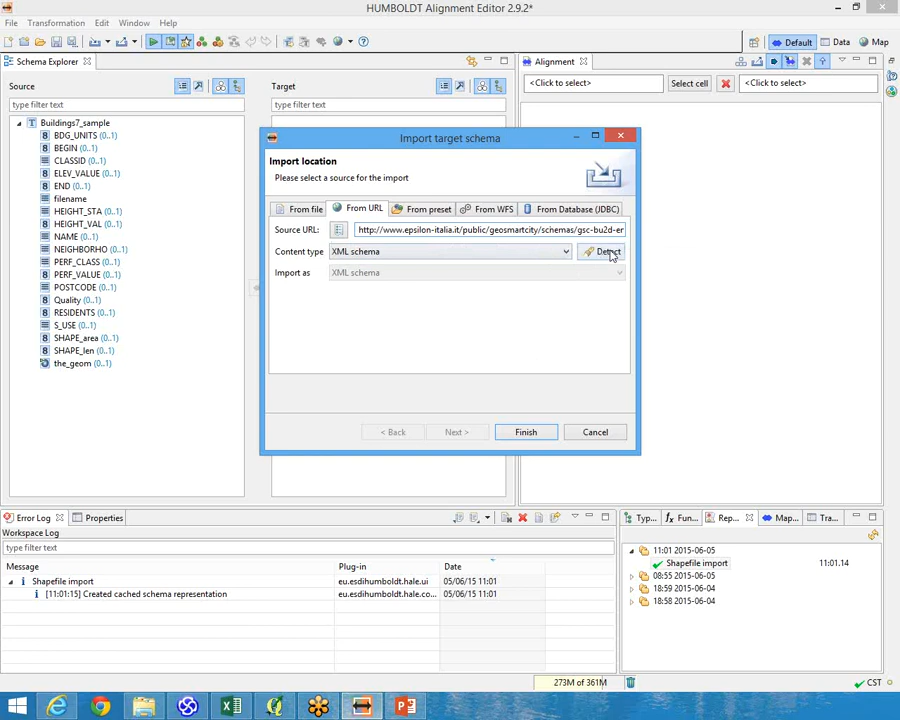 HUMBOLDT Alignment Editor 2.9.2*
File Transformation Edit Window Help
Default Data Map
Schema Explorer
Source
type filter text
Buildings7_sample
BDG_UNITS (0..1)
BEGIN (0..1)
CLASSID (0..1)
ELEV_VALUE (0..1)
END (0..1)
filename
HEIGHT_STA (0..1)
HEIGHT_VAL (0..1)
NAME (0..1)
NEIGHBORHO (0..1)
PERF_CLASS (0..1)
PERF_VALUE (0..1)
POSTCODE (0..1)
Quality (0..1)
RESIDENTS (0..1)
S_USE (0..1)
SHAPE_area (0..1)
SHAPE_len (0..1)
the_geom (0..1)
Target
type filter text
Alignment
<Click to select> Select cell <Click to select>
Import target schema
Import location
Please select a source for the import
From file From URL From preset From WFS From Database (JDBC)
Source URL: http://www.epsilon-italia.it/public/geosmartcity/schemas/gsc-bu2d-er
Content type XML schema Detect
Import as XML schema
< Back Next > Finish Cancel
Error Log Properties
Workspace Log
type filter text
Message Plug-in Date
Shapefile import eu.esdihumboldt.hale.ui 05/06/15 11:01
[11:01:15] Created cached schema representation eu.esdihumboldt.hale.co... 05/06/15 11:01
Typ... Fun... Rep... Map... Tra...
11:01 2015-06-05
Shapefile import 11:01.14
08:55 2015-06-05
18:59 2015-06-04
18:58 2015-06-04
273M of 361M
CST